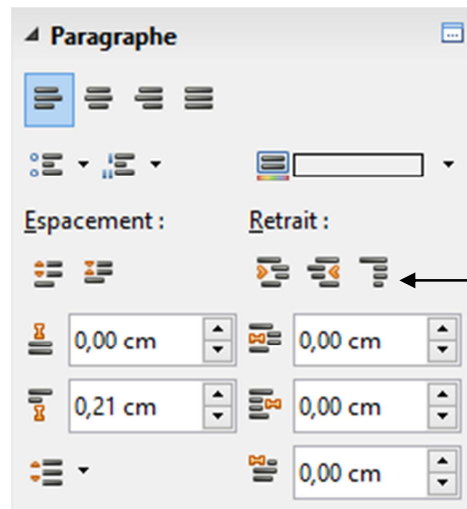 Paragraphe
Espacement : Retrait :
0,00 cm 0,00 cm
0,21 cm 0,00 cm
0,00 cm